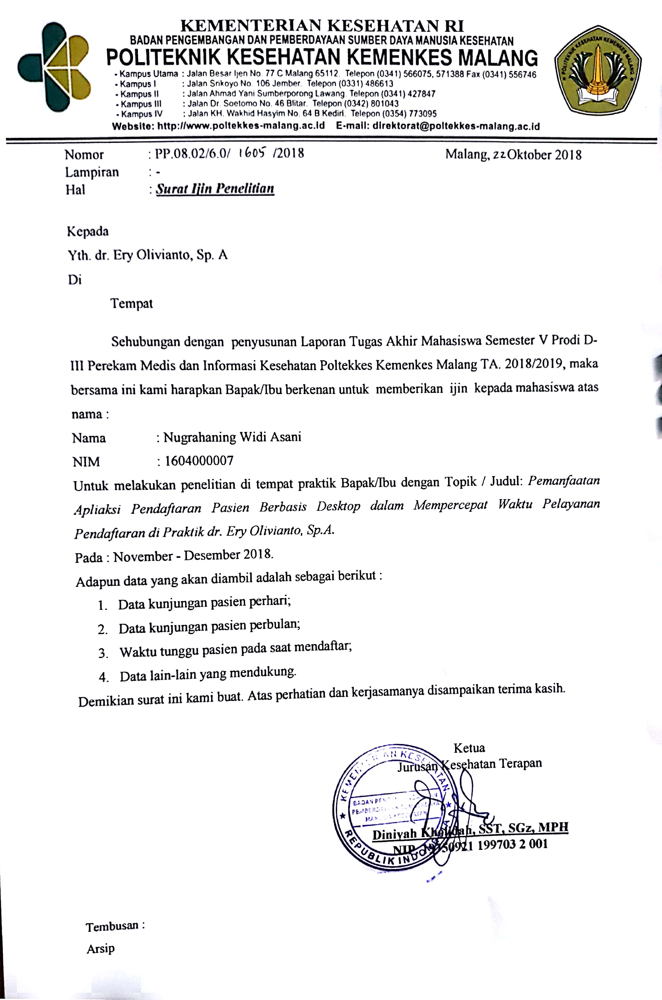 KEMENTERIAN KESEHATAN RI
BADAN PENGEMBANGAN DAN PEMBERDAYAAN SUMBER DAYA MANUSIA KESEHATAN
POLITEKNIK KESEHATAN KEMENKES MALANG
- Kampus Utama : Jalan Besar Ijen No. 77 C Malang 65112. Telepon (0341) 566075, 571388 Fax (0341) 556746
- Kampus I : Jalan Srikoyo No. 106 Jember. Telepon (0331) 486613
- Kampus II : Jalan Ahmad Yani Sumberporong Lawang. Telepon (0341) 427847
- Kampus III : Jalan Dr. Soetomo No. 46 Blitar. Telepon (0342) 801043
- Kampus IV : Jalan KH. Wakhid Hasyim No. 64 B Kediri. Telepon (0354) 773095
Website: http://www.poltekkes-malang.ac.id E-mail: direktorat@poltekkes-malang.ac.id
POLITEKNIK KESEHATAN KEMENKES MALANG
Nomor : PP.08.02/6.0/ 1605 /2018 Malang, 22 Oktober 2018
Lampiran : -
Hal : Surat Ijin Penelitian
Kepada
Yth. dr. Ery Olivianto, Sp. A
Di
Tempat
Sehubungan dengan penyusunan Laporan Tugas Akhir Mahasiswa Semester V Prodi D-
III Perekam Medis dan Informasi Kesehatan Poltekkes Kemenkes Malang TA. 2018/2019, maka
bersama ini kami harapkan Bapak/Ibu berkenan untuk memberikan ijin kepada mahasiswa atas
nama :
Nama : Nugrahaning Widi Asani
NIM : 1604000007
Untuk melakukan penelitian di tempat praktik Bapak/Ibu dengan Topik / Judul: Pemanfaatan
Apliaksi Pendaftaran Pasien Berbasis Desktop dalam Mempercepat Waktu Pelayanan
Pendaftaran di Praktik dr. Ery Olivianto, Sp.A.
Pada : November - Desember 2018.
Adapun data yang akan diambil adalah sebagai berikut :
1. Data kunjungan pasien perhari;
2. Data kunjungan pasien perbulan;
3. Waktu tunggu pasien pada saat mendaftar;
4. Data lain-lain yang mendukung.
Demikian surat ini kami buat. Atas perhatian dan kerjasamanya disampaikan terima kasih.
Ketua
Jurusan Kesehatan Terapan
KEMENTERIAN KESEHATAN
BADAN
PEMBERDAYAAN
REPUBLIK INDONESIA
Diniyah Kholidah, SST, SGz, MPH
NIP. 19750921 199703 2 001
Tembusan :
Arsip